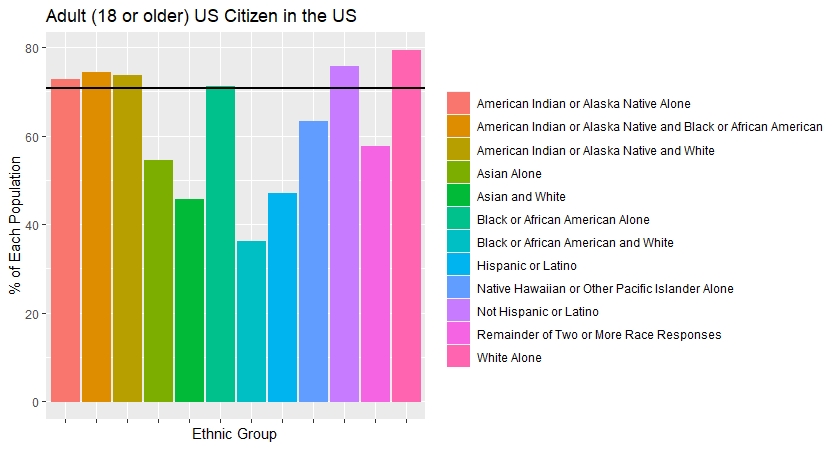 Adult (18 or older) US Citizen in the US
% of Each Population
80
60
40
20
0
Ethnic Group
American Indian or Alaska Native Alone
American Indian or Alaska Native and Black or African American
American Indian or Alaska Native and White
Asian Alone
Asian and White
Black or African American Alone
Black or African American and White
Hispanic or Latino
Native Hawaiian or Other Pacific Islander Alone
Not Hispanic or Latino
Remainder of Two or More Race Responses
White Alone